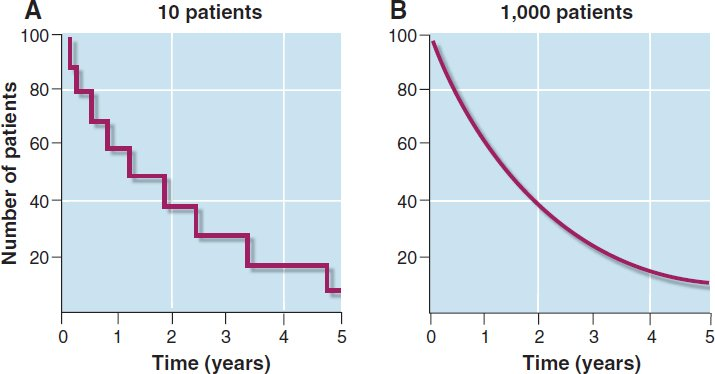 A 10 patients
Number of patients
100
80
60
40
20
0 1 2 3 4 5
Time (years)
B 1,000 patients
100
80
60
40
20
0 1 2 3 4 5
Time (years)